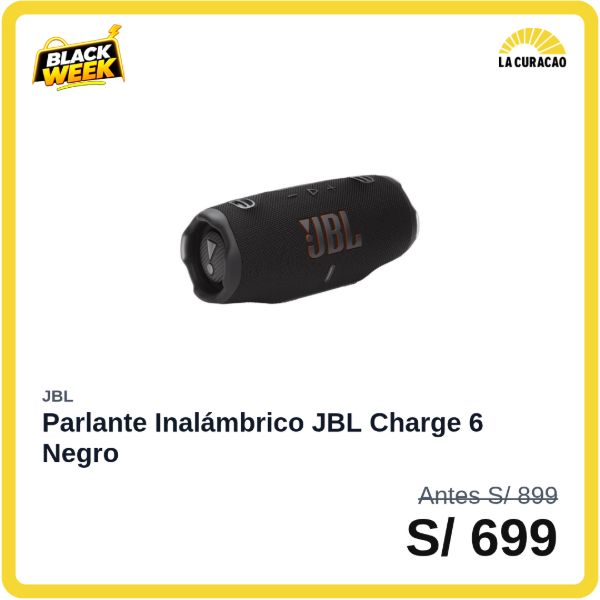 BLACK
WEEK
LA CURACAO
JBL
JBL
Parlante Inalámbrico JBL Charge 6
Negro
Antes S/ 899
S/ 699